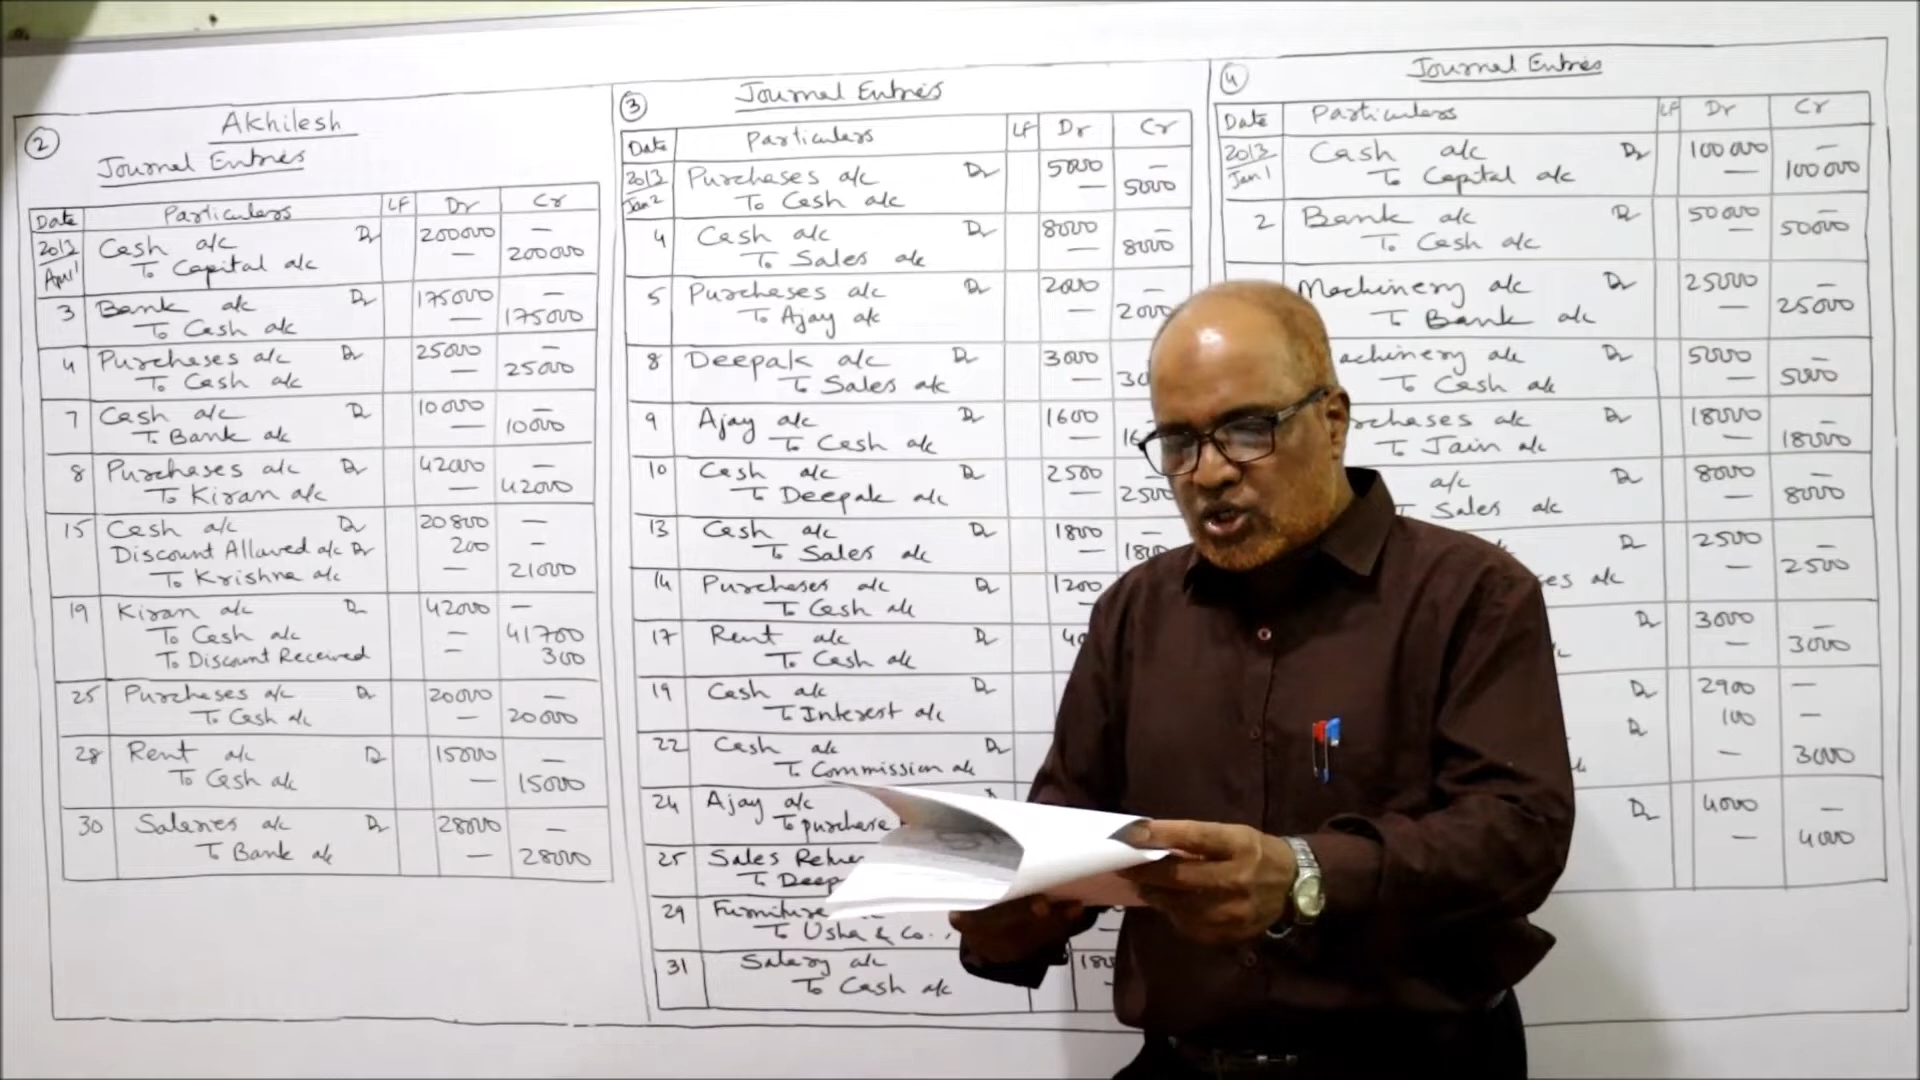 2
Akhilesh
Journal Entries
Date Particulars LF Dr Cr
2013 Cash a/c Dr 200000 –
Apr 1 To Capital a/c – 200000
3 Bank a/c Dr 175000 –
To Cash a/c – 175000
4 Purchases a/c Dr 25000 –
To Cash a/c – 25000
7 Cash a/c Dr 10000 –
To Bank a/c – 10000
8 Purchases a/c Dr 42000 –
To Kiran a/c – 42000
15 Cash a/c Dr 20800 –
Discount Allowed a/c Dr 200 –
To Krishna a/c – 21000
19 Kiran a/c Dr 42000 –
To Cash a/c – 41700
To Discount Received – 300
25 Purchases a/c Dr 20000 –
To Cash a/c – 20000
28 Rent a/c Dr 15000 –
To Cash a/c – 15000
30 Salaries a/c Dr 28000 –
To Bank a/c – 28000
3
Journal Entries
Date Particulars LF Dr Cr
2013 Purchases a/c Dr 5000 –
Jan 2 To Cash a/c – 5000
4 Cash a/c Dr 8000 –
To Sales a/c – 8000
5 Purchases a/c Dr 2000 –
To Ajay a/c – 2000
8 Deepak a/c Dr 3000 –
To Sales a/c –
9 Ajay a/c Dr 1600 –
To Cash a/c –
10 Cash a/c Dr 2500 –
To Deepak a/c – 2500
13 Cash a/c Dr 1800 –
To Sales a/c –
14 Purchases a/c Dr 1200
To Cash a/c –
17 Rent a/c Dr
To Cash a/c
19 Cash a/c Dr
To Interest a/c
22 Cash a/c Dr
To Commission a/c
24 Ajay a/c
To purchase
25 Sales
To
29 Furniture
To Usha & Co.,
31 Salary a/c
To Cash a/c
4
Journal Entries
Date Particulars LF Dr Cr
2013 Cash a/c Dr 100000 –
Jan 1 To Capital a/c – 100000
2 Bank a/c Dr 50000 –
To Cash a/c – 50000
Machinery a/c Dr 25000 –
To Bank a/c – 25000
achinery a/c Dr 5000 –
To Cash a/c – 5000
rchases a/c Dr 18000 –
To Jain a/c – 18000
a/c Dr 8000 –
To Sales a/c – 8000
Dr 2500 –
es a/c – 2500
Dr 3000 –
– 3000
Dr 2900 –
Dr 100 –
– 3000
Dr 4000 –
– 4000